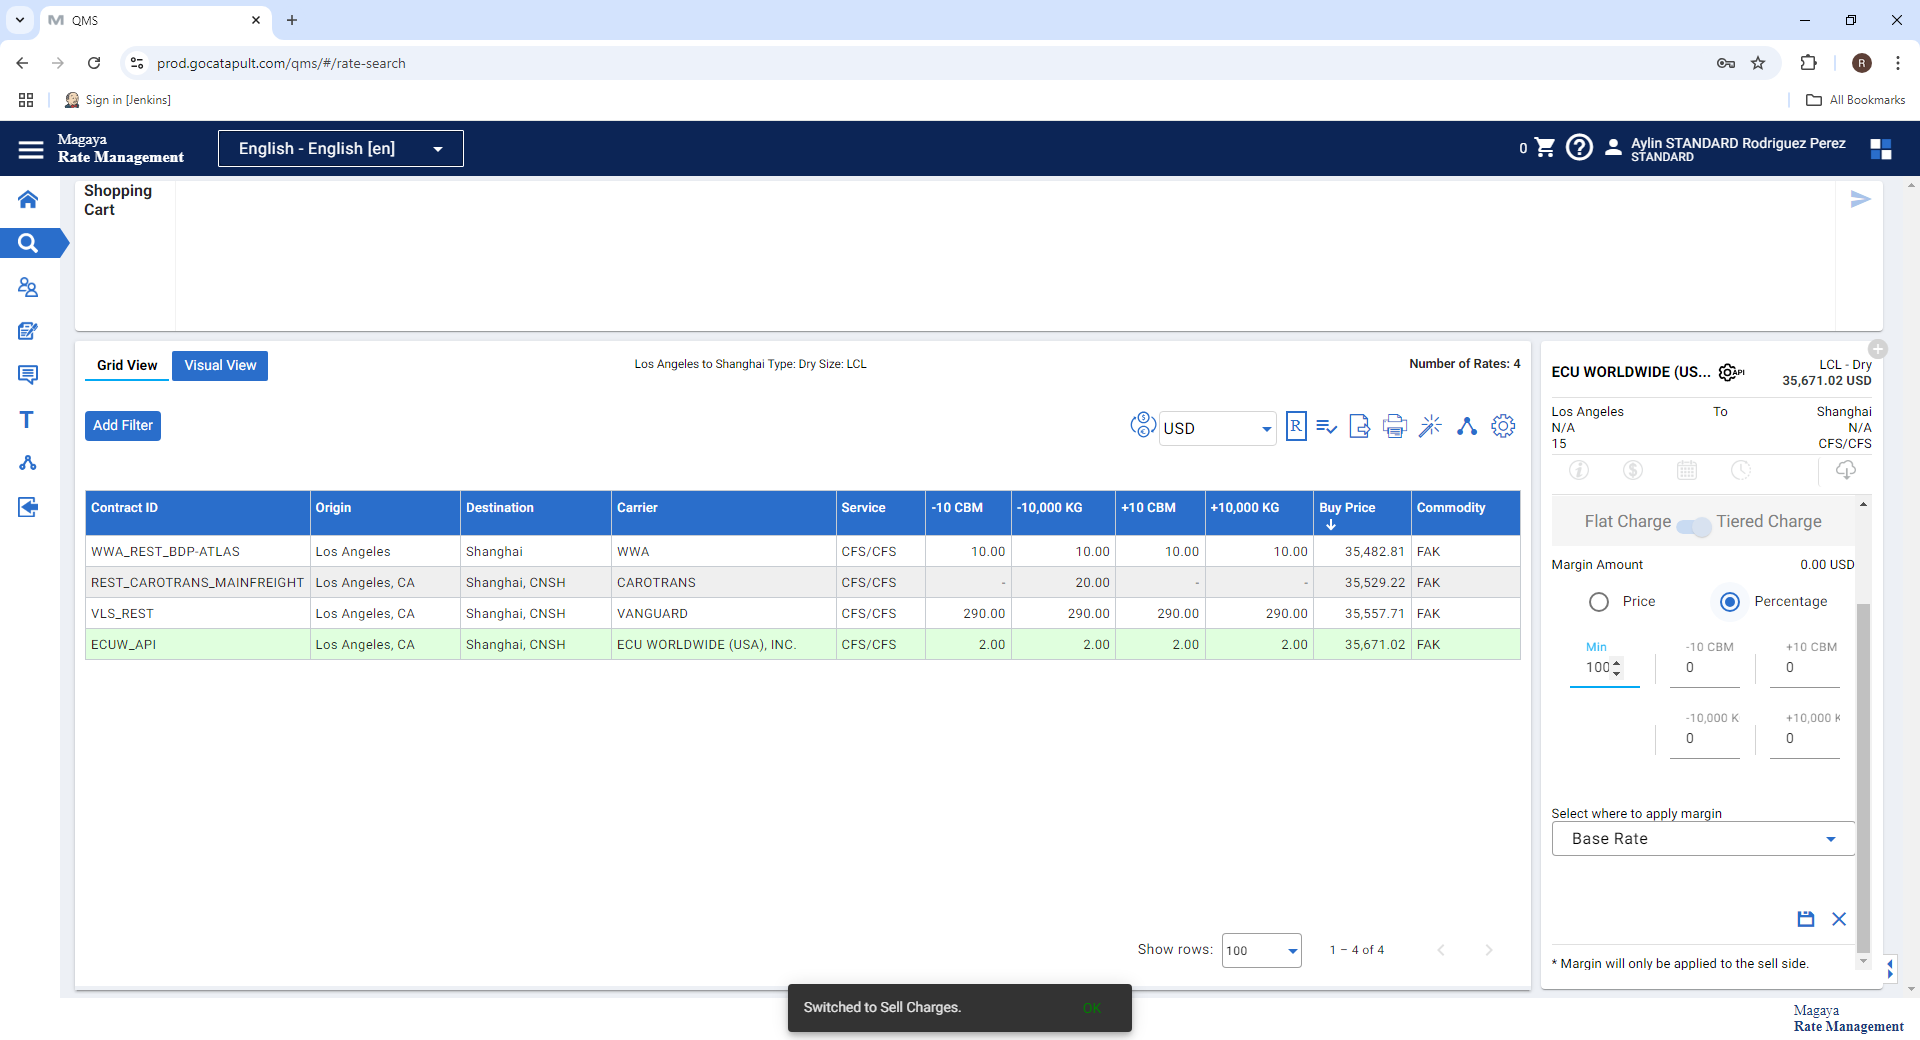 QMS
prod.gocatapult.com/qms/#/rate-search
R
Sign in [Jenkins]
All Bookmarks
Magaya
Rate Management
English - English [en]
0
Aylin STANDARD Rodriguez Perez
STANDARD
Shopping
Cart
Grid View
Visual View
Los Angeles to Shanghai Type: Dry Size: LCL
Number of Rates: 4
Add Filter
USD
R
Contract ID Origin Destination Carrier Service -10 CBM -10,000 KG +10 CBM +10,000 KG Buy Price Commodity
WWA_REST_BDP-ATLAS Los Angeles Shanghai WWA CFS/CFS 10.00 10.00 10.00 10.00 35,482.81 FAK
REST_CAROTRANS_MAINFREIGHT Los Angeles, CA Shanghai, CNSH CAROTRANS CFS/CFS - 20.00 - - 35,529.22 FAK
VLS_REST Los Angeles, CA Shanghai, CNSH VANGUARD CFS/CFS 290.00 290.00 290.00 290.00 35,557.71 FAK
ECUW_API Los Angeles, CA Shanghai, CNSH ECU WORLDWIDE (USA), INC. CFS/CFS 2.00 2.00 2.00 2.00 35,671.02 FAK
Show rows: 100 1 – 4 of 4
ECU WORLDWIDE (US... API
LCL - Dry
35,671.02 USD
Los Angeles To Shanghai
N/A N/A
15 CFS/CFS
Flat Charge Tiered Charge
Margin Amount 0.00 USD
Price Percentage
Min -10 CBM +10 CBM
100 0 0
-10,000 K +10,000 K
0 0
Select where to apply margin
Base Rate
* Margin will only be applied to the sell side.
Switched to Sell Charges. OK
Magaya
Rate Management